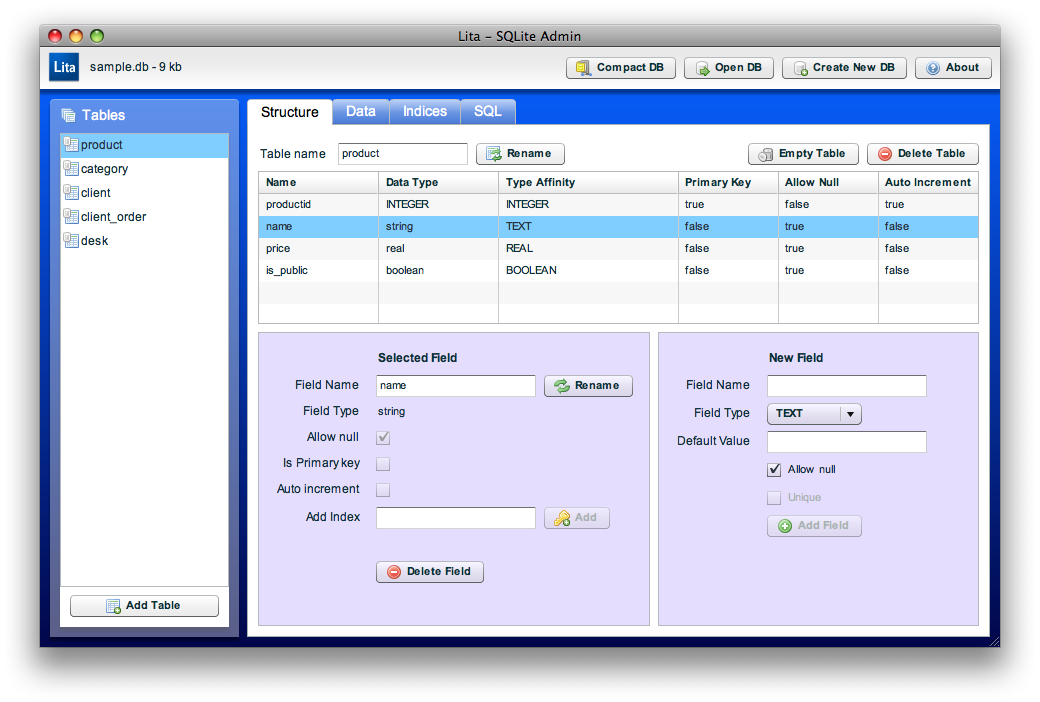 Lita – SQLite Admin
Lita sample.db - 9 kb Compact DB Open DB Create New DB About
Tables
product
category
client
client_order
desk
Add Table
Structure Data Indices SQL
Table name product Rename Empty Table Delete Table
Name Data Type Type Affinity Primary Key Allow Null Auto Increment
productid INTEGER INTEGER true false true
name string TEXT false true false
price real REAL false true false
is_public boolean BOOLEAN false true false
Selected Field
Field Name name Rename
Field Type string
Allow null
Is Primary key
Auto increment
Add Index Add
Delete Field
New Field
Field Name
Field Type TEXT
Default Value
Allow null
Unique
Add Field